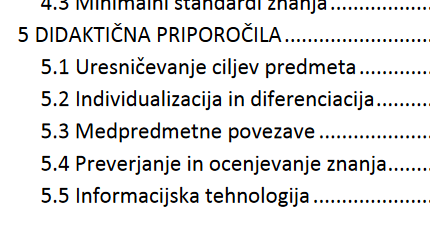 4.3 Minimalni standardi znanja....................
5 DIDAKTIČNA PRIPOROČILA...........................
5.1 Uresničevanje ciljev predmeta.............
5.2 Individualizacija in diferenciacija..........
5.3 Medpredmetne povezave....................
5.4 Preverjanje in ocenjevanje znanja.......
5.5 Informacijska tehnologija.....................